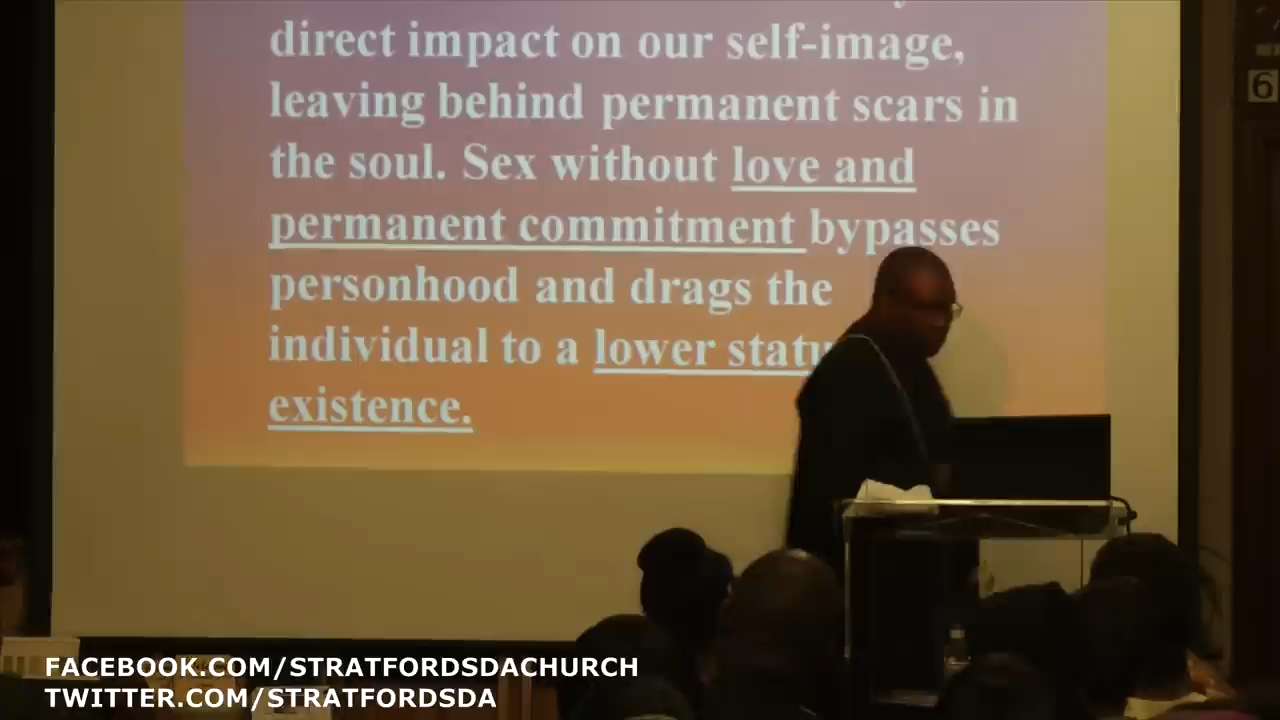 direct impact on our self-image,
leaving behind permanent scars in
the soul. Sex without love and
permanent commitment bypasses
personhood and drags the
individual to a lower
existence.
6
FACEBOOK.COM/STRATFORDSDACHURCH
TWITTER.COM/STRATFORDSDA